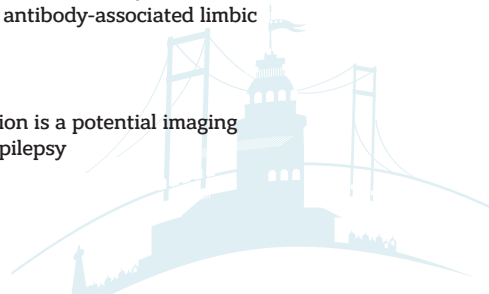 antibody-associated limbic
ion is a potential imaging
pilepsy